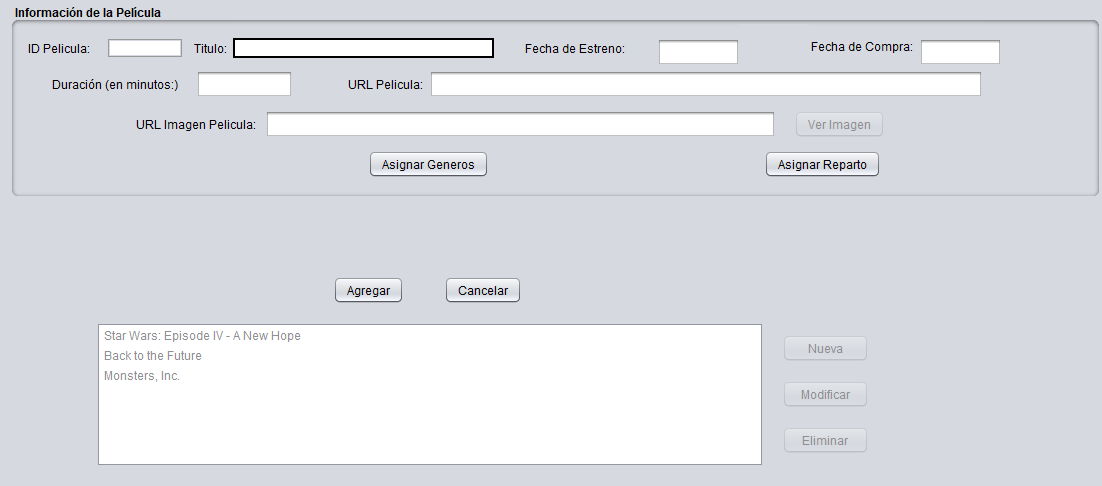 Información de la Película
ID Pelicula: Titulo: Fecha de Estreno: Fecha de Compra:
Duración (en minutos:) URL Pelicula:
URL Imagen Pelicula: Ver Imagen
Asignar Generos Asignar Reparto
Agregar Cancelar
Star Wars: Episode IV - A New Hope
Back to the Future
Monsters, Inc.
Nueva
Modificar
Eliminar